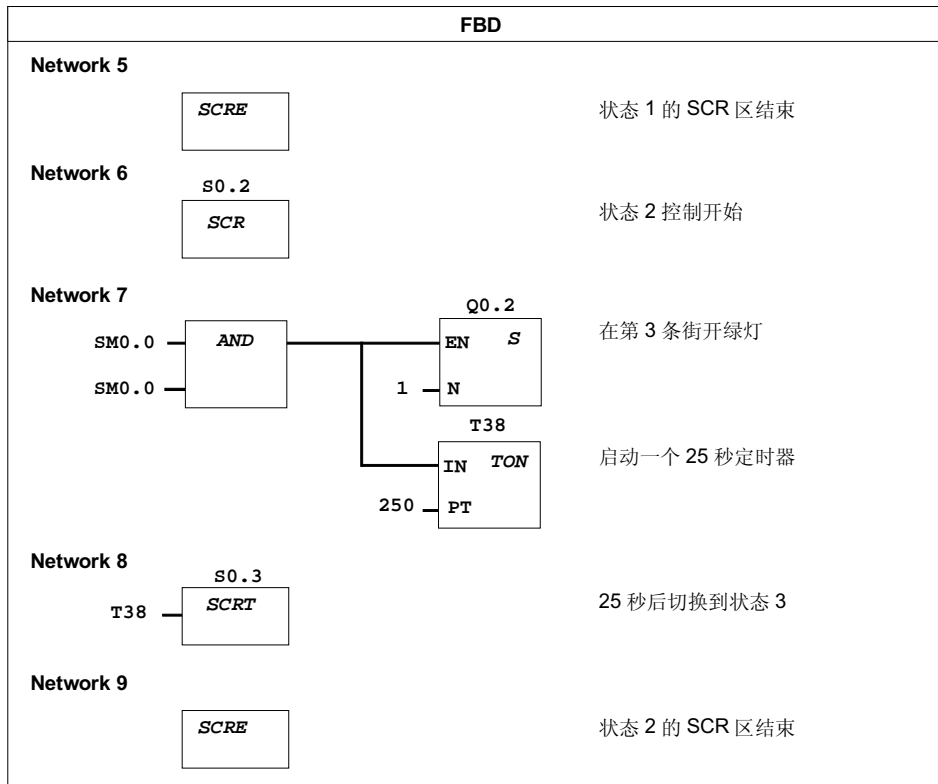 FBD
Network 5
SCRE
状态 1 的 SCR 区结束
Network 6
S0.2
SCR
状态 2 控制开始
Network 7
Q0.2
SM0.0
AND
EN
S
在第 3 条街开绿灯
SM0.0
1
N
T38
IN
TON
启动一个 25 秒定时器
250
PT
Network 8
S0.3
T38
SCRT
25 秒后切换到状态 3
Network 9
SCRE
状态 2 的 SCR 区结束